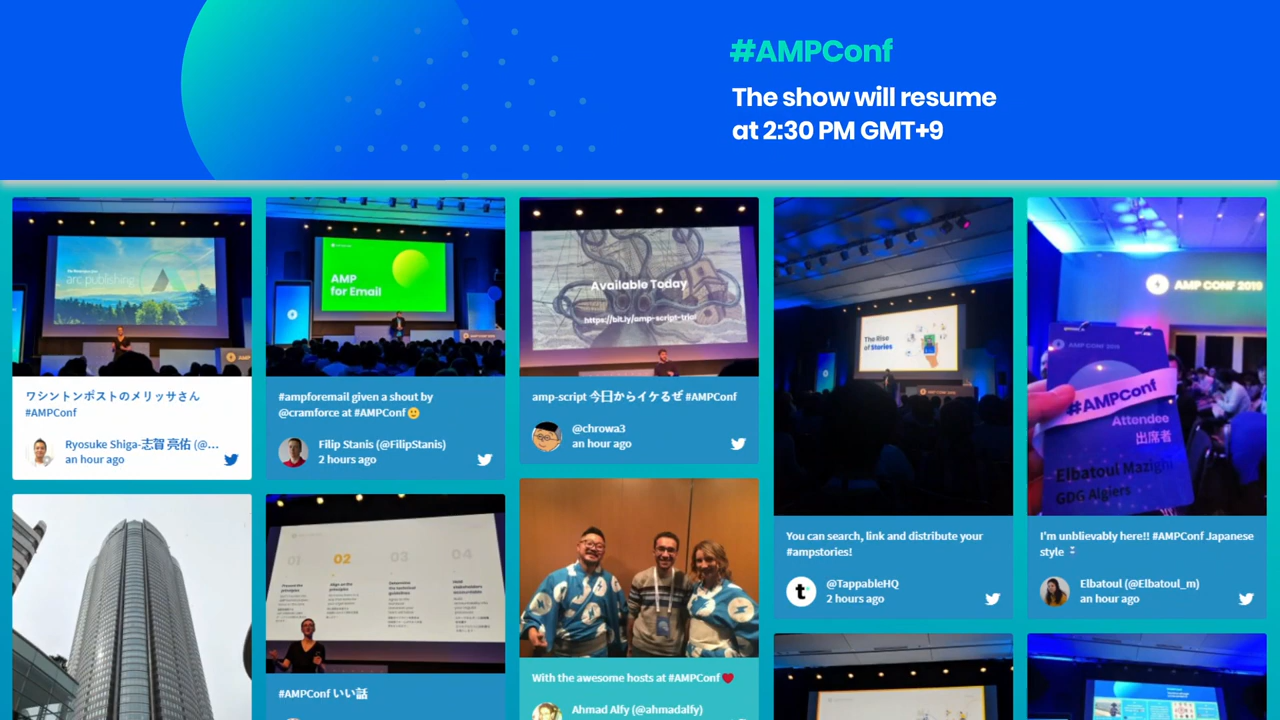 #AMPConf
The show will resume
at 2:30 PM GMT+9
arc publishing
ワシントンポストのメリッサさん
#AMPConf
Ryosuke Shiga-志賀 亮佑 (@...
an hour ago
AMP
for Email
#ampforemail given a shout by
@cramforce at #AMPConf🙂
Filip Stanis (@FilipStanis)
2 hours ago
01
02
03
04
#AMPConf いい話
Available Today
https://bit.ly/amp-script-trial
amp-script 今日からイケるぜ #AMPConf
@chrowa3
an hour ago
With the awesome hosts at #AMPConf❤️
Ahmad Alfy (@ahmadalfy)
The Rise
of Stories
You can search, link and distribute your
#ampstories!
t
@TappableHQ
2 hours ago
AMP CONF 2019
AMP CONF 2019
#AMPConf
Attendee
出席者
Elbatoul Mazighi
GDG Algiers
I'm unblievably here!! #AMPConf Japanese
style
Elbatoul (@Elbatoul_m)
an hour ago